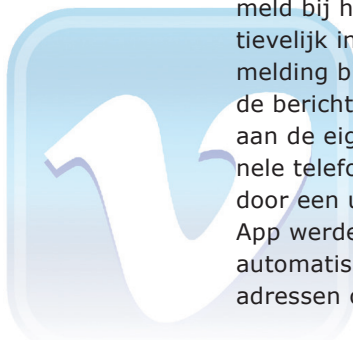 meld bij h
tievelijk in
melding b
de bericht
aan de eig
nele telefo
door een u
App werde
automatis
adressen